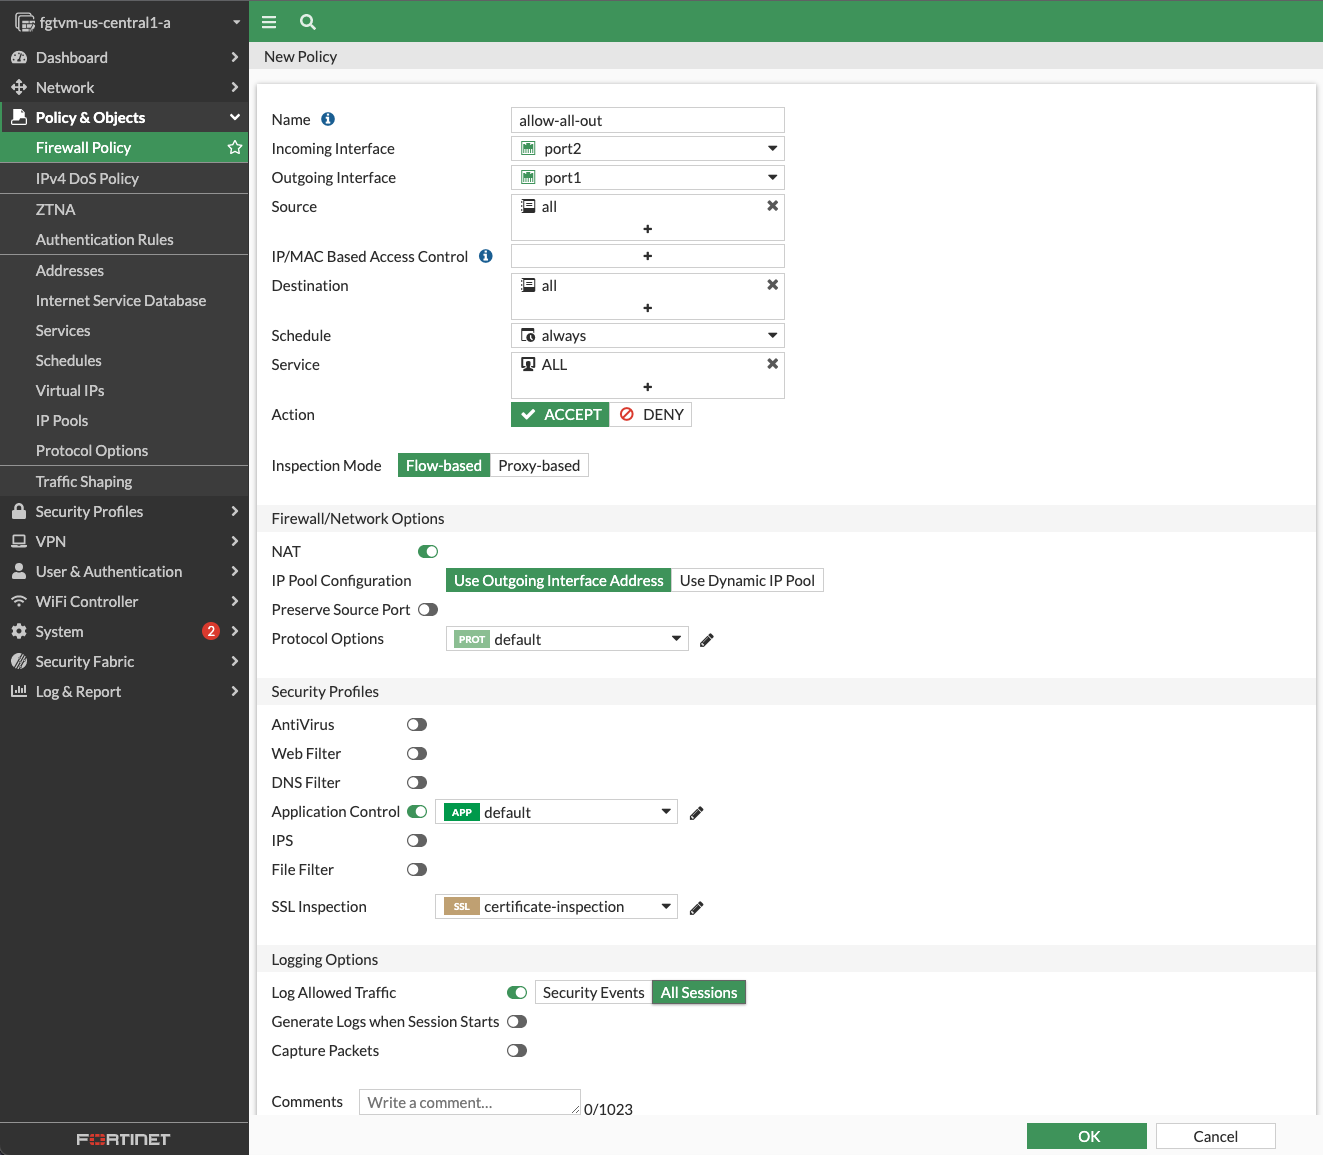 fgtvm-us-central1-a
Dashboard
Network
Policy & Objects
Firewall Policy
IPv4 DoS Policy
ZTNA
Authentication Rules
Addresses
Internet Service Database
Services
Schedules
Virtual IPs
IP Pools
Protocol Options
Traffic Shaping
Security Profiles
VPN
User & Authentication
WiFi Controller
System 2
Security Fabric
Log & Report
FORTINET
New Policy
Name allow-all-out
Incoming Interface port2
Outgoing Interface port1
Source all
+
IP/MAC Based Access Control +
Destination all
+
Schedule always
Service ALL
+
Action ACCEPT DENY
Inspection Mode Flow-based Proxy-based
Firewall/Network Options
NAT
IP Pool Configuration Use Outgoing Interface Address Use Dynamic IP Pool
Preserve Source Port
Protocol Options PROT default
Security Profiles
AntiVirus
Web Filter
DNS Filter
Application Control APP default
IPS
File Filter
SSL Inspection SSL certificate-inspection
Logging Options
Log Allowed Traffic Security Events All Sessions
Generate Logs when Session Starts
Capture Packets
Comments Write a comment... 0/1023
OK Cancel